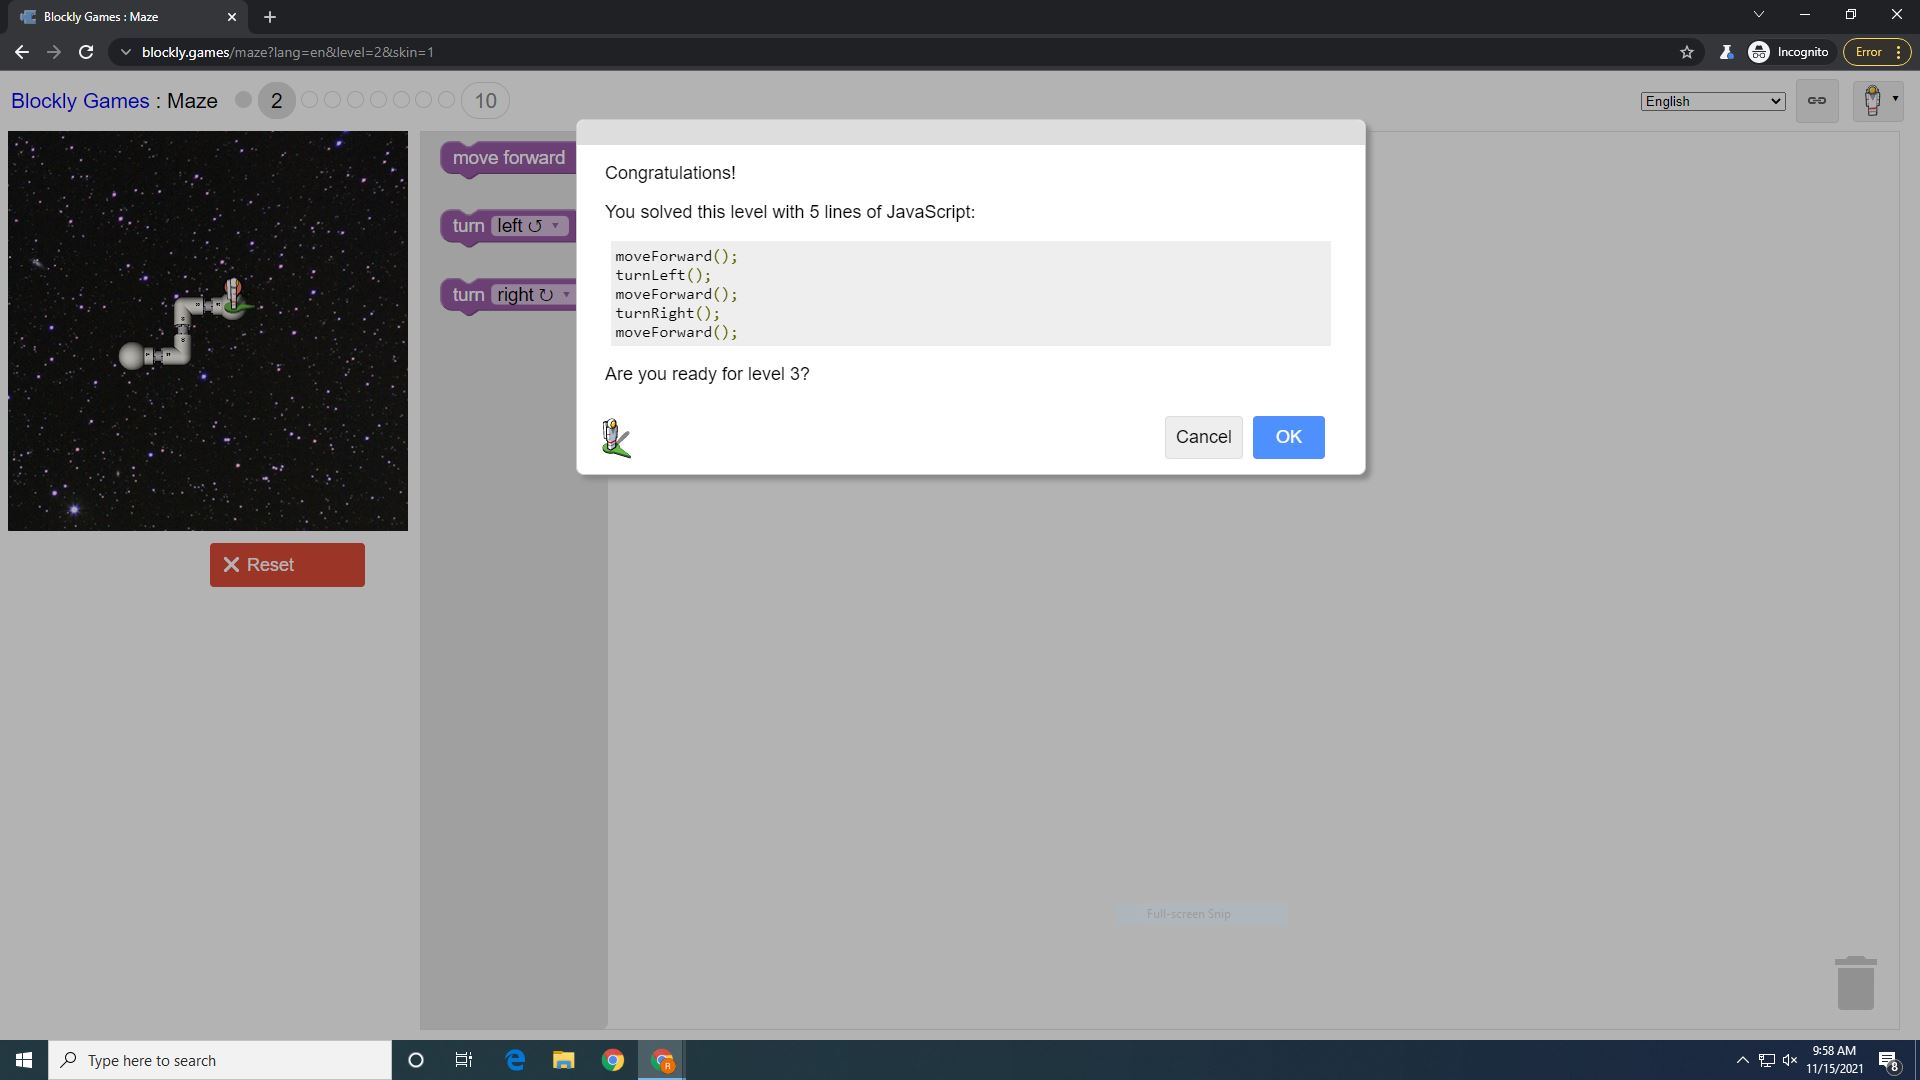 Blockly Games : Maze
blockly.games/maze?lang=en&level=2&skin=1
Incognito
Error
Blockly Games : Maze
2
10
English
move forward
turn left
turn right
Congratulations!
You solved this level with 5 lines of JavaScript:
moveForward();
turnLeft();
moveForward();
turnRight();
moveForward();
Are you ready for level 3?
Cancel
OK
Reset
Full-screen Snip
Type here to search
R
9:58 AM
11/15/2021
8